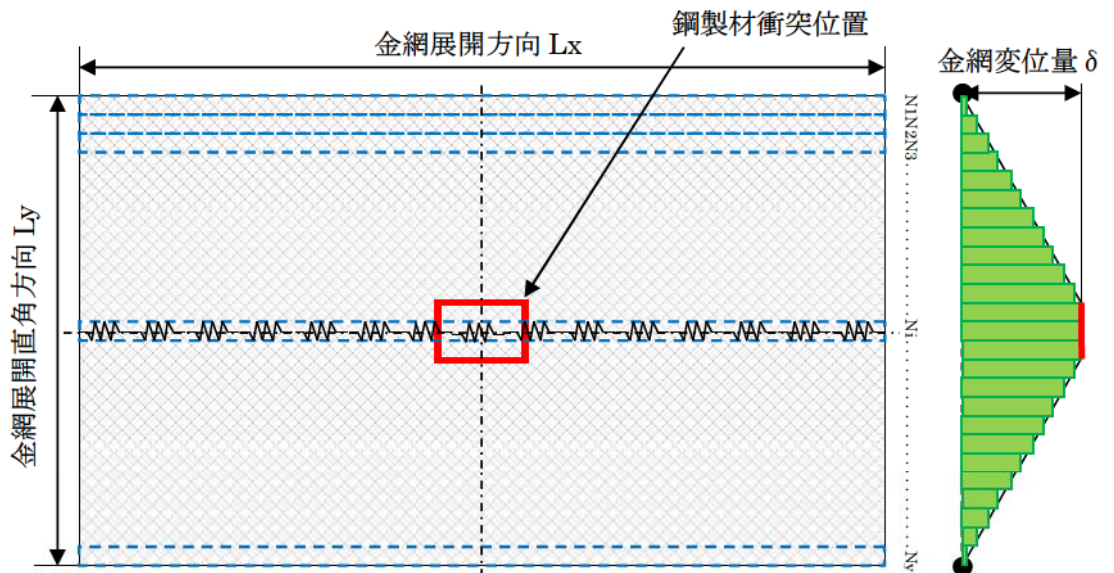 鋼製材衝突位置
金網展開方向 Lx
金網変位量 δ
金網展開直角方向 Ly
N1N2N3..........Ni..........Ny